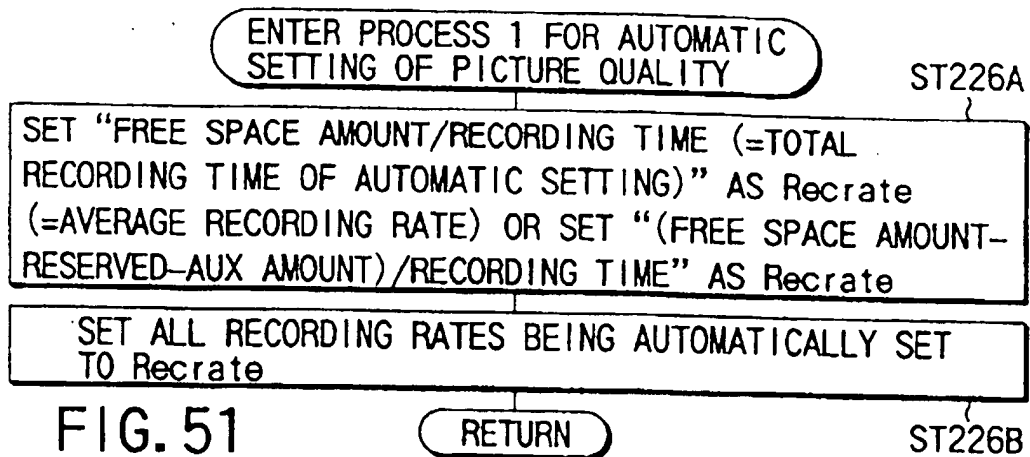 ENTER PROCESS 1 FOR AUTOMATIC
SETTING OF PICTURE QUALITY
ST226A
SET “FREE SPACE AMOUNT/RECORDING TIME (=TOTAL
RECORDING TIME OF AUTOMATIC SETTING)” AS Recrate
(=AVERAGE RECORDING RATE) OR SET “(FREE SPACE AMOUNT-
RESERVED-AUX AMOUNT)/RECORDING TIME” AS Recrate
SET ALL RECORDING RATES BEING AUTOMATICALLY SET
TO Recrate
FIG. 51
RETURN
ST226B